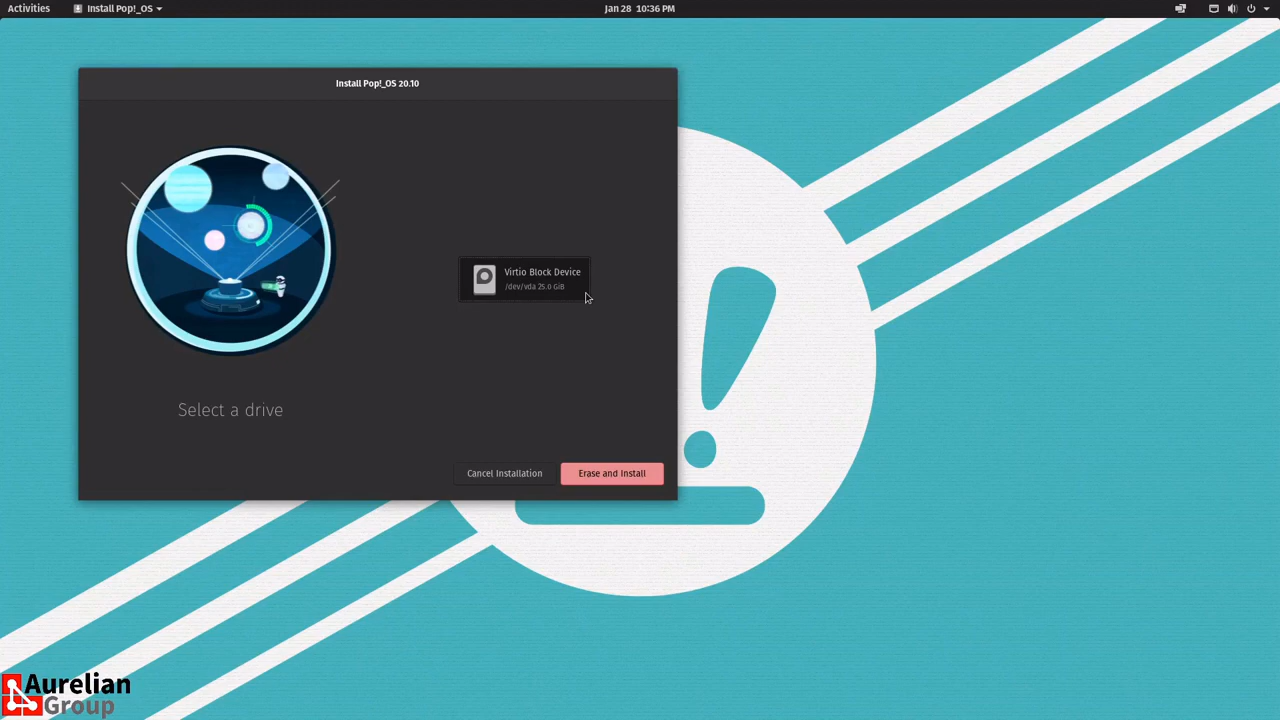 Activities
Install Pop!_OS
Jan 28 10:36 PM
Install Pop!_OS 20.10
Virtio Block Device
/dev/vda 25.0 GiB
Select a drive
Cancel Installation
Erase and Install
Aurelian
Group